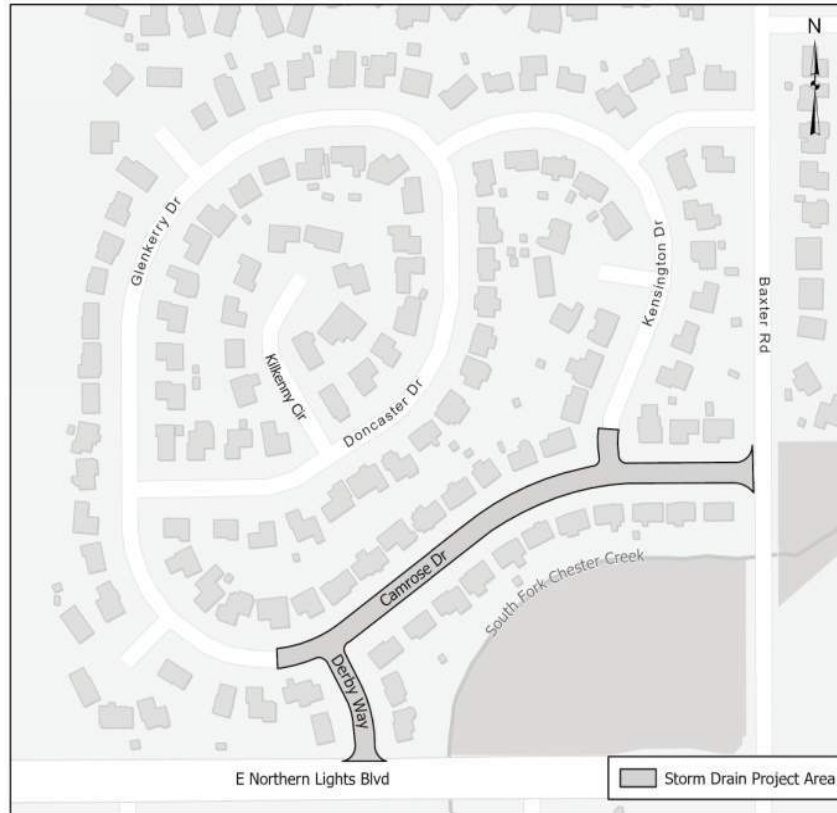 N
Glenkerry Dr
Kensington Dr
Baxter Rd
Kilkenny Cir
Doncaster Dr
Camrose Dr
South Fork Chester Creek
Derby Way
E Northern Lights Blvd
Storm Drain Project Area